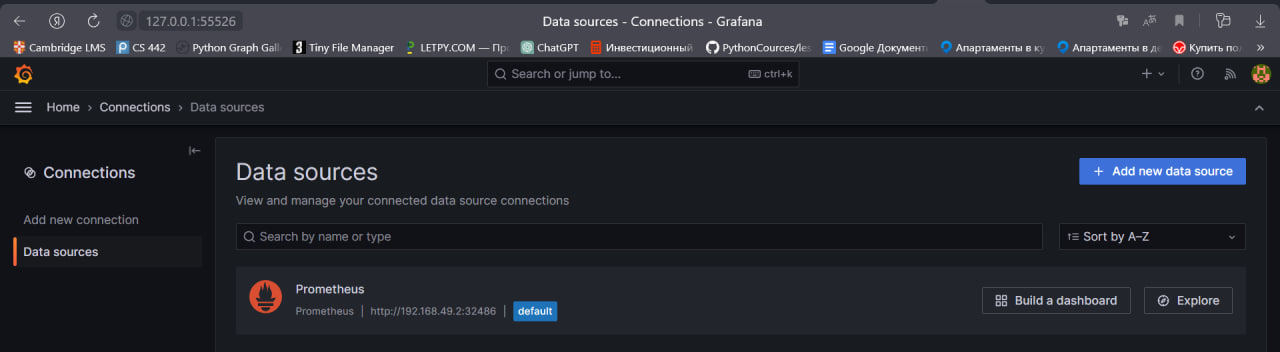 127.0.0.1:55526 Data sources - Connections - Grafana
Cambridge LMS CS 442 Python Graph Gall Tiny File Manager LETPY.COM — Пр ChatGPT Инвестиционный PythonCources/les Google Документ Апартаменты в ку Апартаменты в де Купить пол »
Search or jump to... ctrl+k
Home › Connections › Data sources
Connections
Add new connection
Data sources
Data sources
Add new data source
View and manage your connected data source connections
Search by name or type
Sort by A–Z
Prometheus
Prometheus | http://192.168.49.2:32486 | default
Build a dashboard
Explore